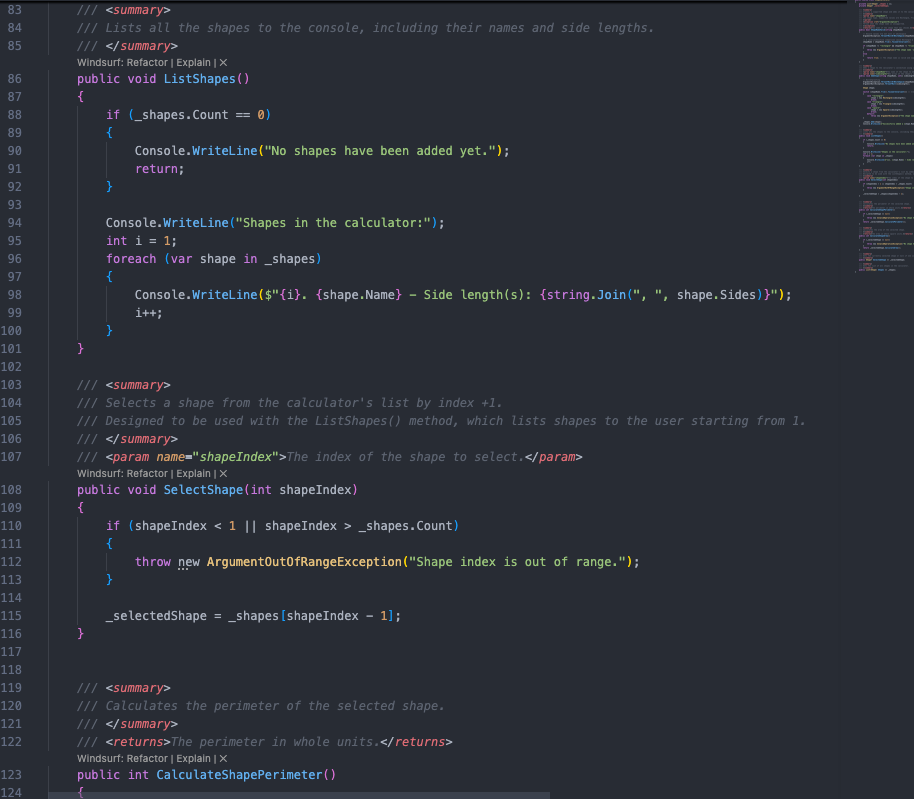 83 /// <summary>
84 /// Lists all the shapes to the console, including their names and side lengths.
85 /// </summary>
Windsurf: Refactor | Explain | ✕
86 public void ListShapes()
87 {
88 if (_shapes.Count == 0)
89 {
90 Console.WriteLine("No shapes have been added yet.");
91 return;
92 }
93
94 Console.WriteLine("Shapes in the calculator:");
95 int i = 1;
96 foreach (var shape in _shapes)
97 {
98 Console.WriteLine($"{i}. {shape.Name} – Side length(s): {string.Join(", ", shape.Sides)}");
99 i++;
100 }
101 }
102
103 /// <summary>
104 /// Selects a shape from the calculator's list by index +1.
105 /// Designed to be used with the ListShapes() method, which lists shapes to the user starting from 1.
106 /// </summary>
107 /// <param name="shapeIndex">The index of the shape to select.</param>
Windsurf: Refactor | Explain | ✕
108 public void SelectShape(int shapeIndex)
109 {
110 if (shapeIndex < 1 || shapeIndex > _shapes.Count)
111 {
112 throw new ArgumentOutOfRangeException("Shape index is out of range.");
113 }
114
115 _selectedShape = _shapes[shapeIndex - 1];
116 }
117
118
119 /// <summary>
120 /// Calculates the perimeter of the selected shape.
121 /// </summary>
122 /// <returns>The perimeter in whole units.</returns>
Windsurf: Refactor | Explain | ✕
123 public int CalculateShapePerimeter()
124 {